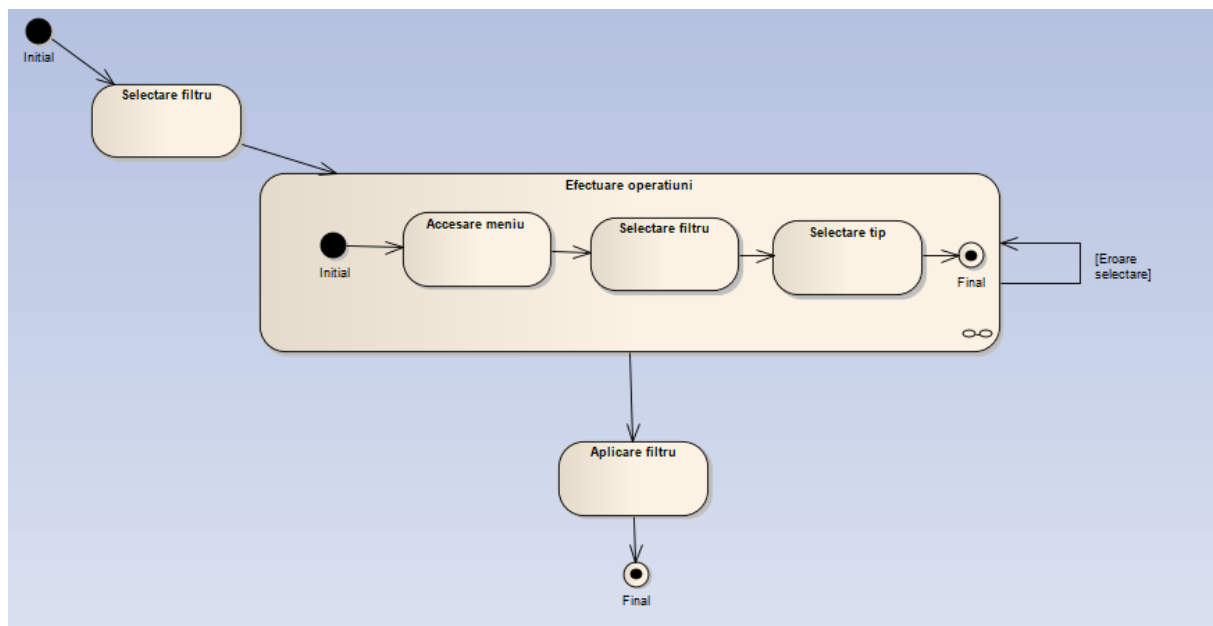 Initial
Selectare filtru
Efectuare operatiuni
Accesare meniu
Selectare filtru
Selectare tip
Initial
Final
[Eroare
selectare]
Aplicare filtru
Final